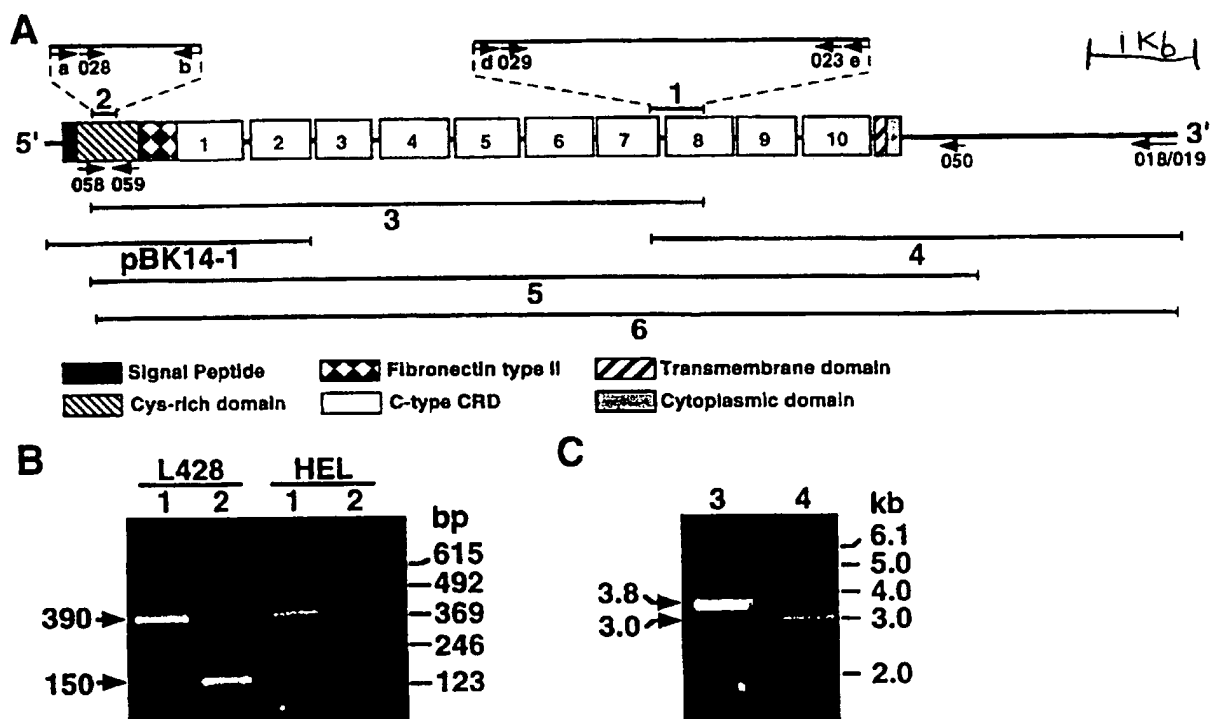 A
1 Kb
a 028 b
d 029 023 e
2
1
5' 1 2 3 4 5 6 7 8 9 10 3'
058 059
050
018/019
3
pBK14-1
4
5
6
Signal Peptide
Fibronectin type II
Transmembrane domain
Cys-rich domain
C-type CRD
Cytoplasmic domain
B
L428 HEL
1 2 1 2
bp
615
492
390 369
246
150 123
C
3 4 kb
6.1
5.0
3.8 4.0
3.0 3.0
2.0